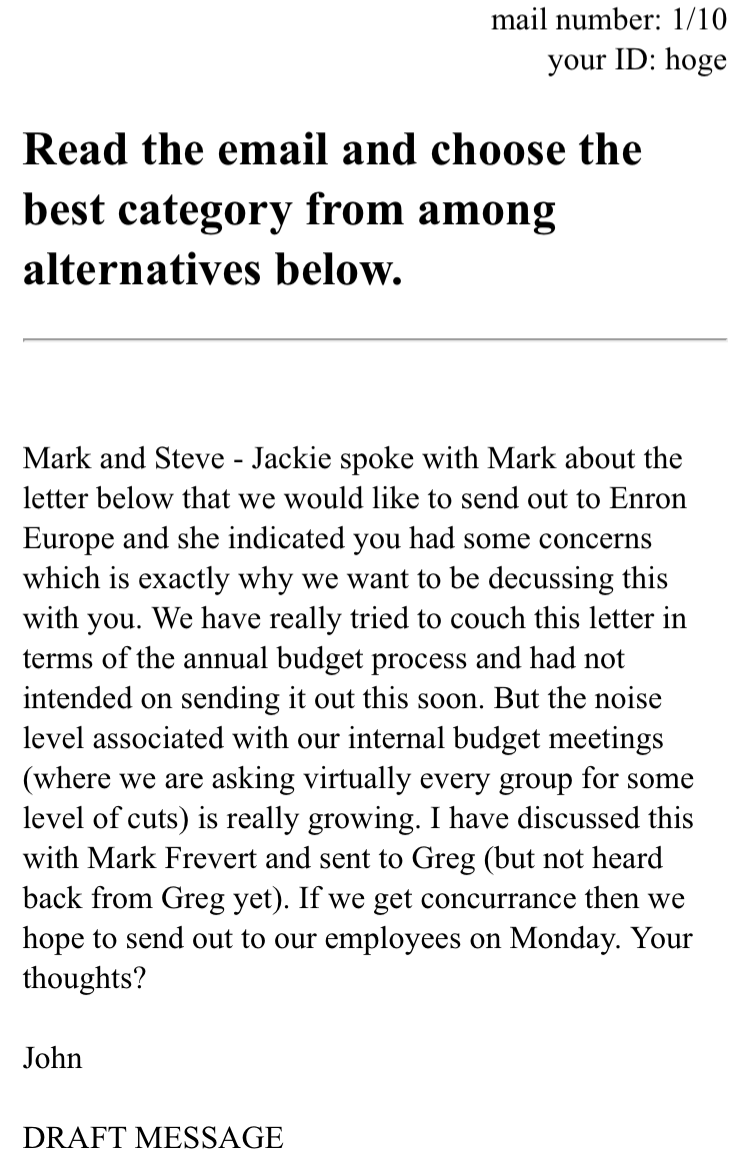 mail number: 1/10
your ID: hoge
Read the email and choose the
best category from among
alternatives below.
Mark and Steve - Jackie spoke with Mark about the
letter below that we would like to send out to Enron
Europe and she indicated you had some concerns
which is exactly why we want to be decussing this
with you. We have really tried to couch this letter in
terms of the annual budget process and had not
intended on sending it out this soon. But the noise
level associated with our internal budget meetings
(where we are asking virtually every group for some
level of cuts) is really growing. I have discussed this
with Mark Frevert and sent to Greg (but not heard
back from Greg yet). If we get concurrance then we
hope to send out to our employees on Monday. Your
thoughts?
John
DRAFT MESSAGE